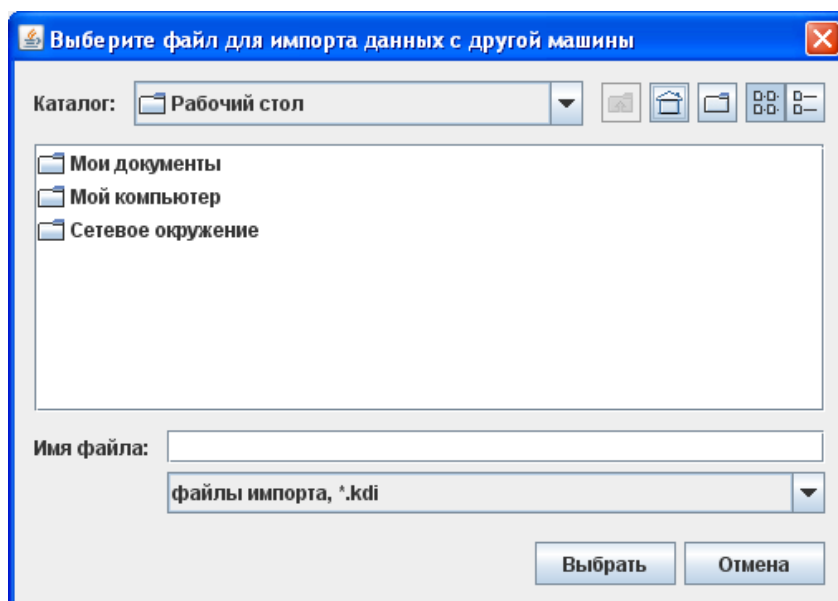 Выберите файл для импорта данных с другой машины
Каталог: Рабочий стол
Мои документы
Мой компьютер
Сетевое окружение
Имя файла:
файлы импорта, *.kdi
Выбрать Отмена